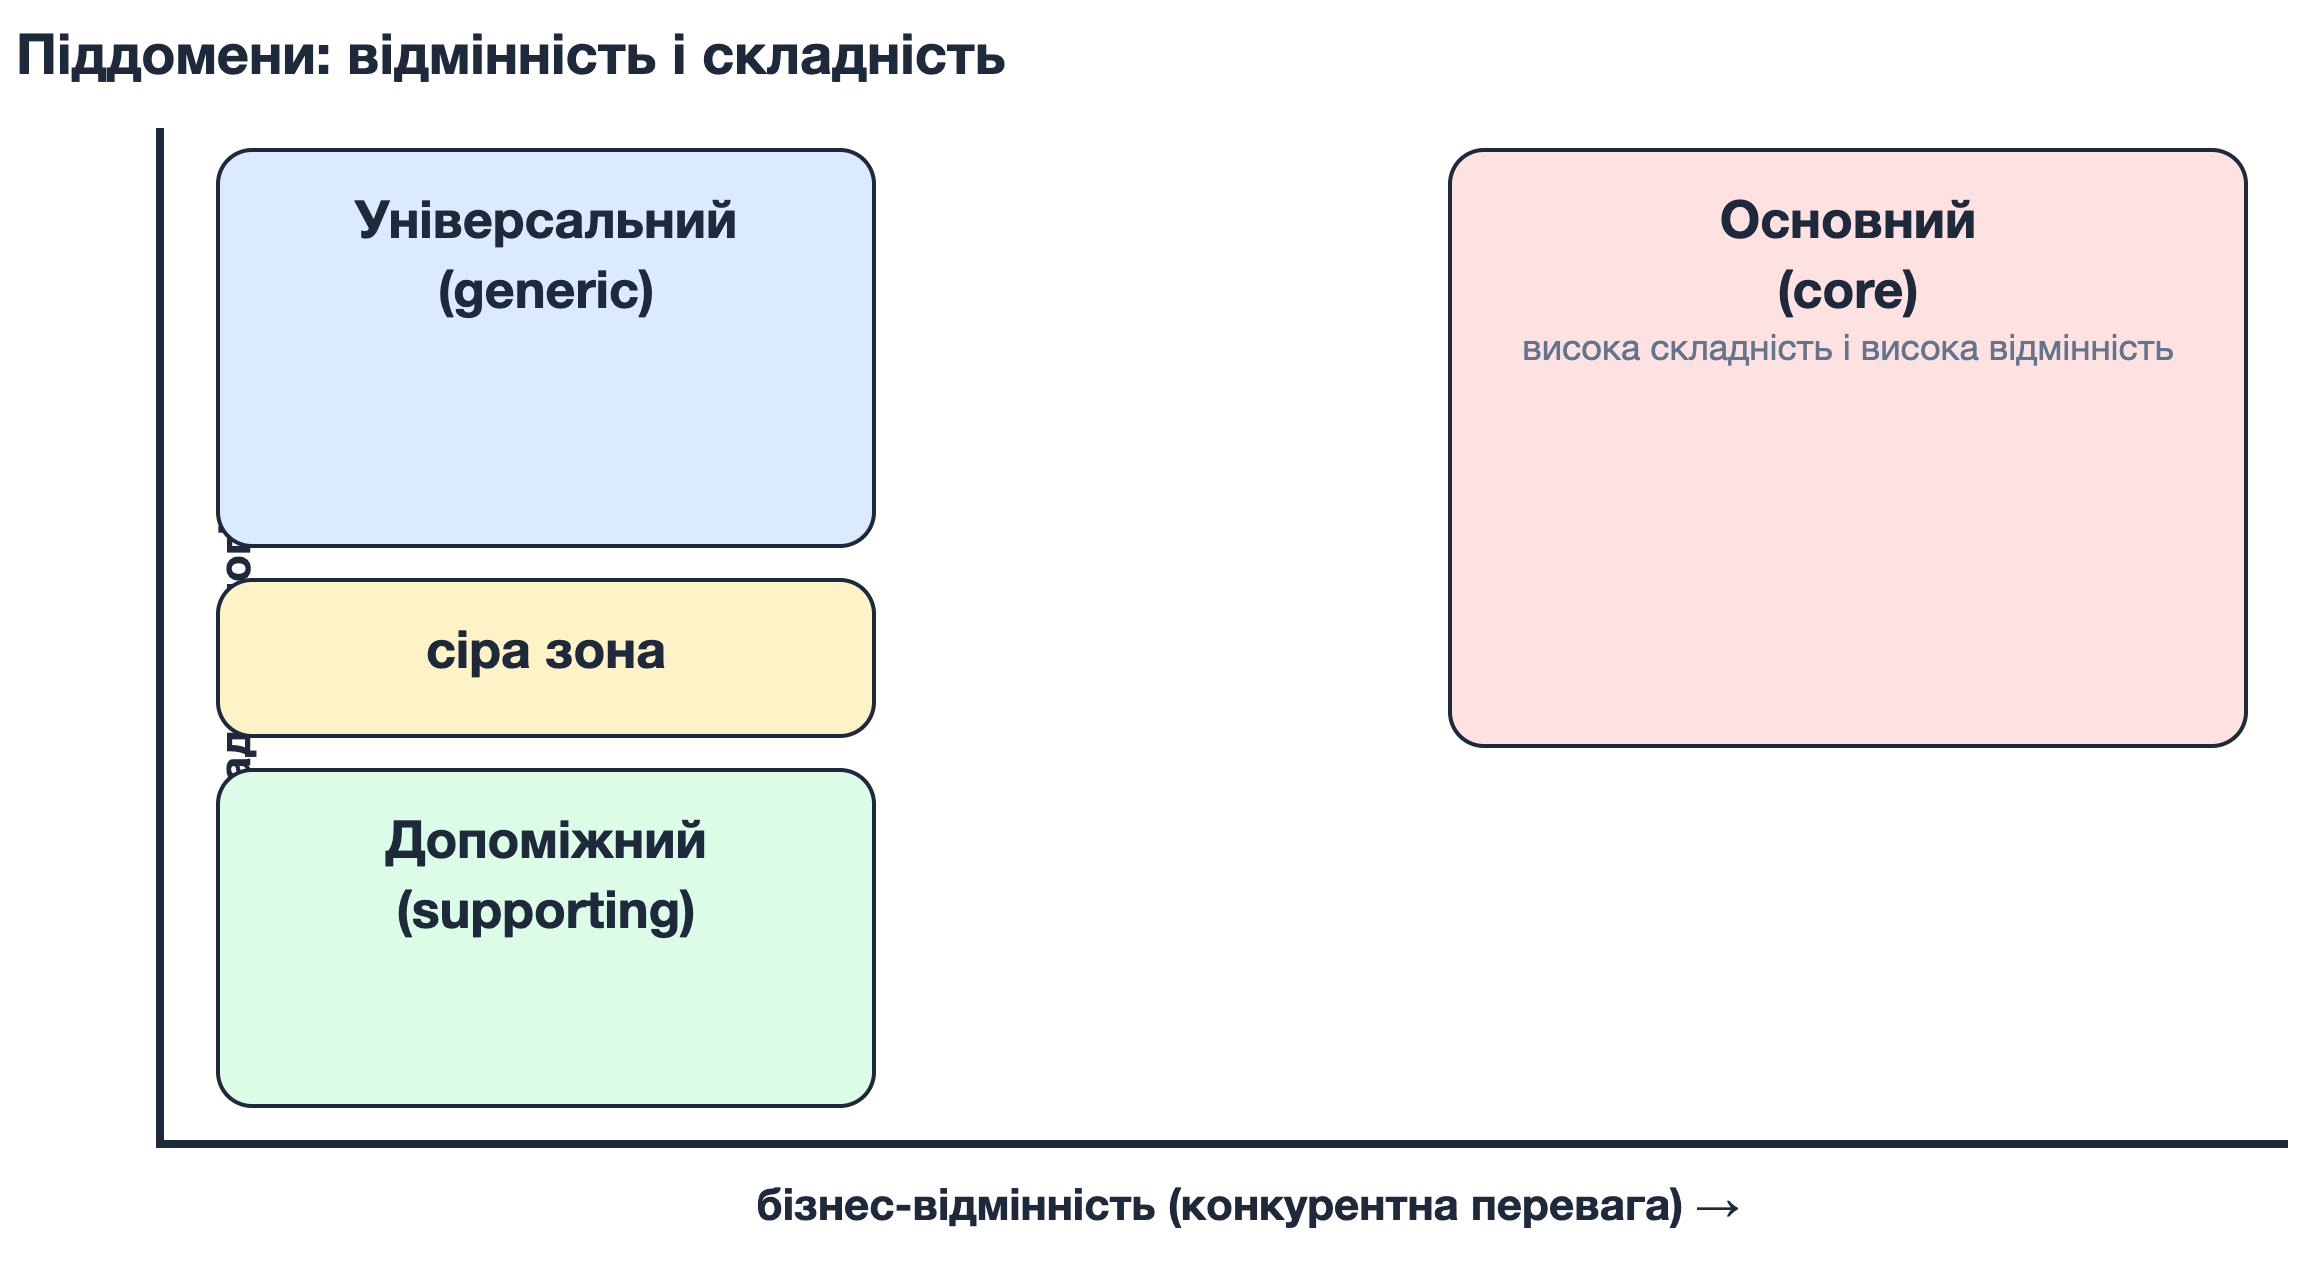 Піддомени: відмінність і складність
Універсальний
(generic)
Основний
(core)
висока складність і висока відмінність
сіра зона
Допоміжний
(supporting)
бізнес-відмінність (конкурентна перевага) →